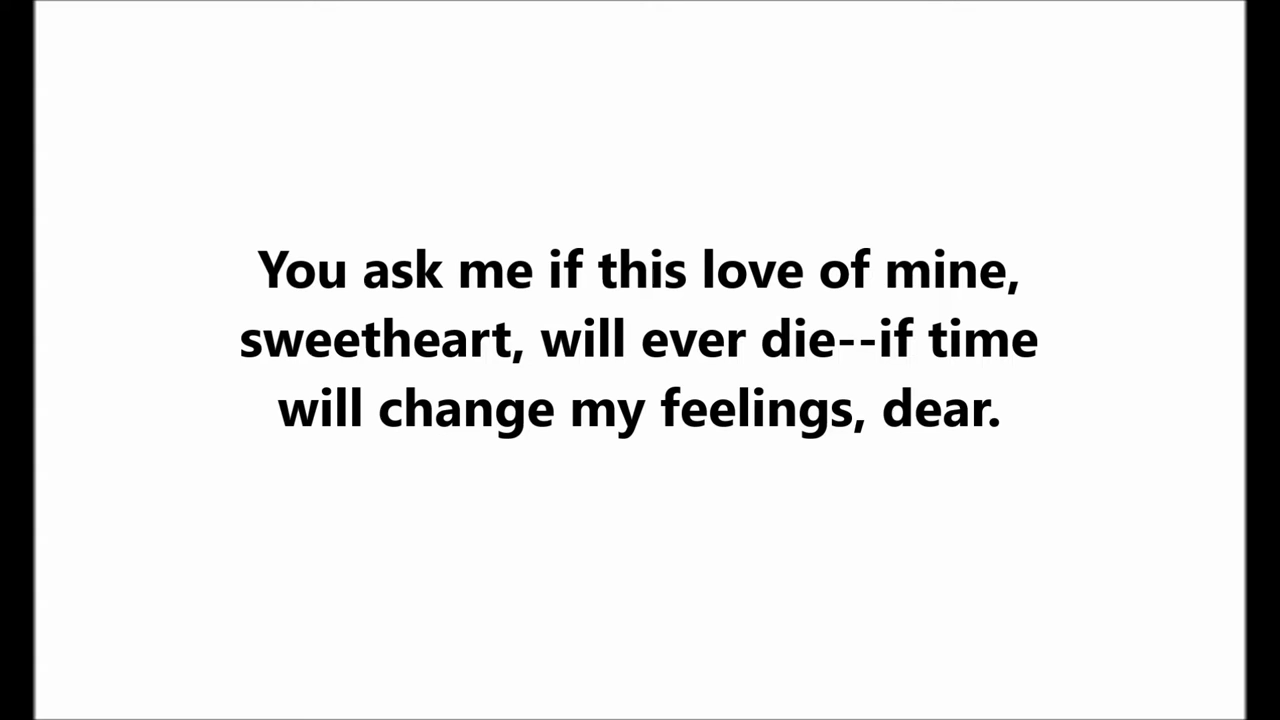 You ask me if this love of mine,
sweetheart, will ever die--if time
will change my feelings, dear.